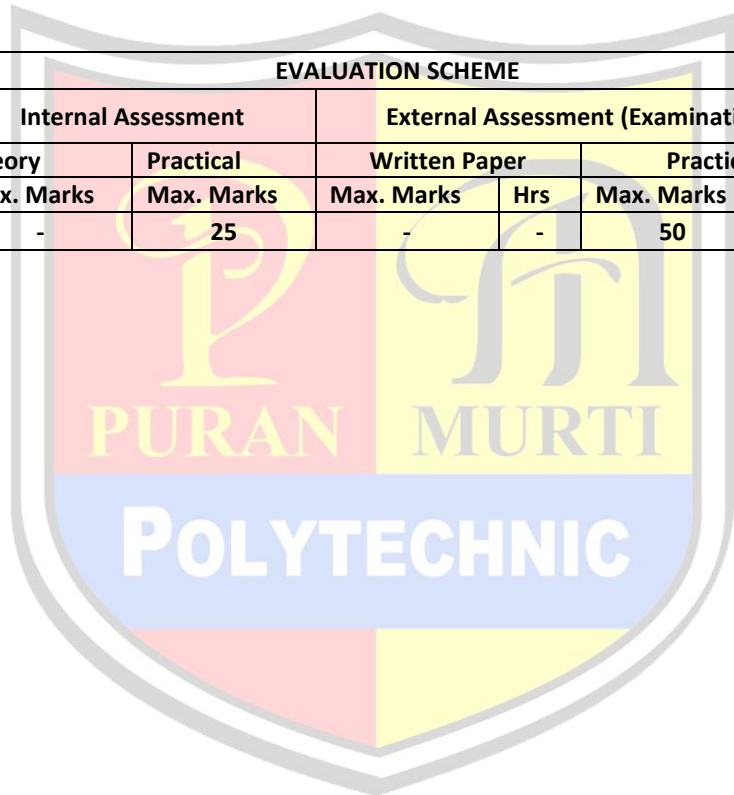 EVALUATION SCHEME
Internal Assessment External Assessment (Examinati
eory Practical Written Paper Practic
x. Marks Max. Marks Max. Marks Hrs Max. Marks
- 25 - - 50
PURAN MURTI
POLYTECHNIC